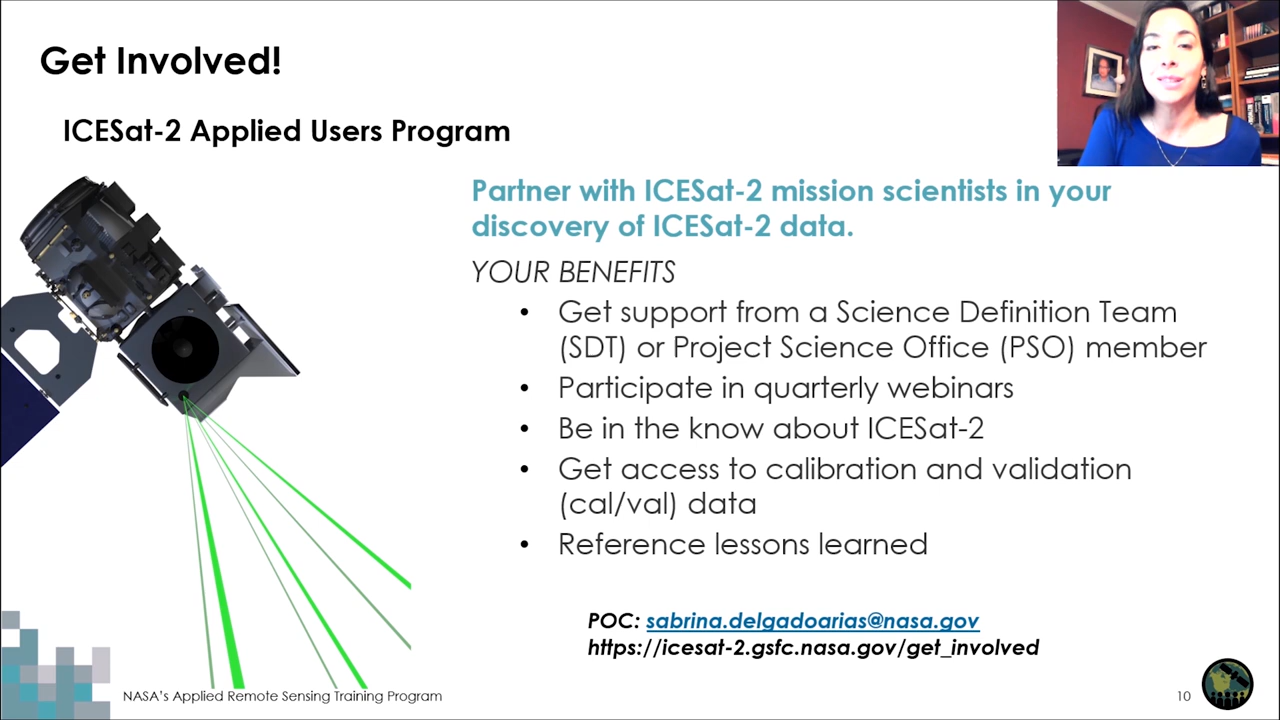 Get Involved!
ICESat-2 Applied Users Program
Partner with ICESat-2 mission scientists in your
discovery of ICESat-2 data.
YOUR BENEFITS
• Get support from a Science Definition Team
(SDT) or Project Science Office (PSO) member
• Participate in quarterly webinars
• Be in the know about ICESat-2
• Get access to calibration and validation
(cal/val) data
• Reference lessons learned
POC: sabrina.delgadoarias@nasa.gov
https://icesat-2.gsfc.nasa.gov/get_involved
NASA's Applied Remote Sensing Training Program
10